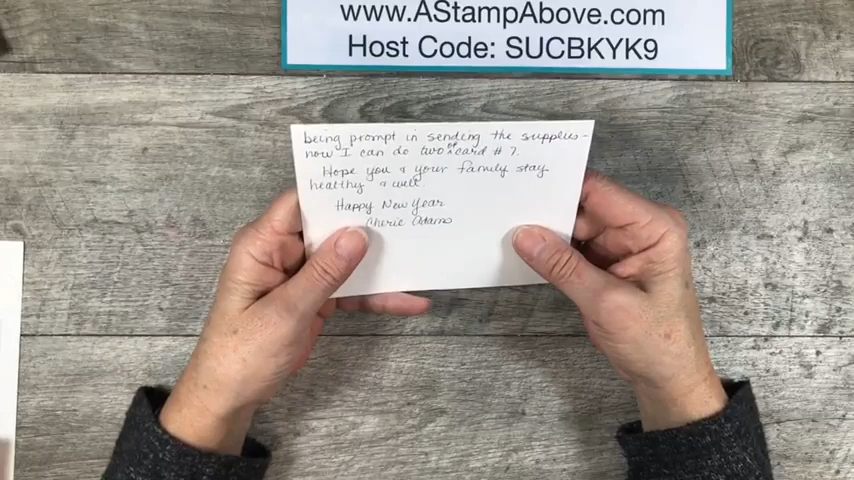 www.AStampAbove.com
Host Code: SUCBKYK9
being prompt in sending the supplies -
now I can do two of card # 7.
Hope you & your family stay
healthy & well.
Happy New Year
Cherie Adams